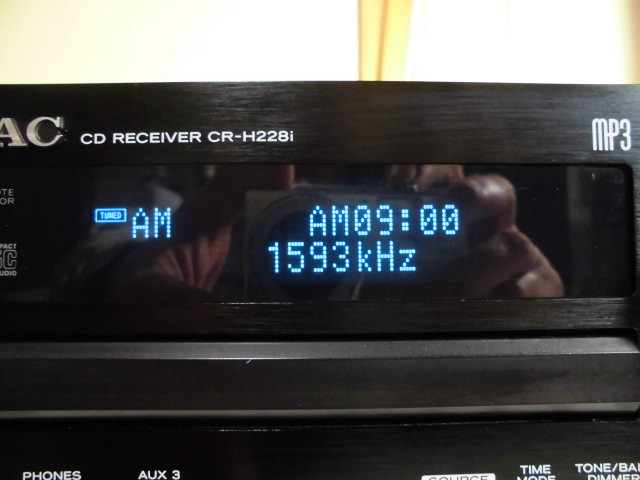 AC CD RECEIVER CR-H228i
MP3
TUNED AM AM09:00
1593kHz
PHONES
AUX 3
SOURCE
TIME
MODE
TONE/BA
DIMMER